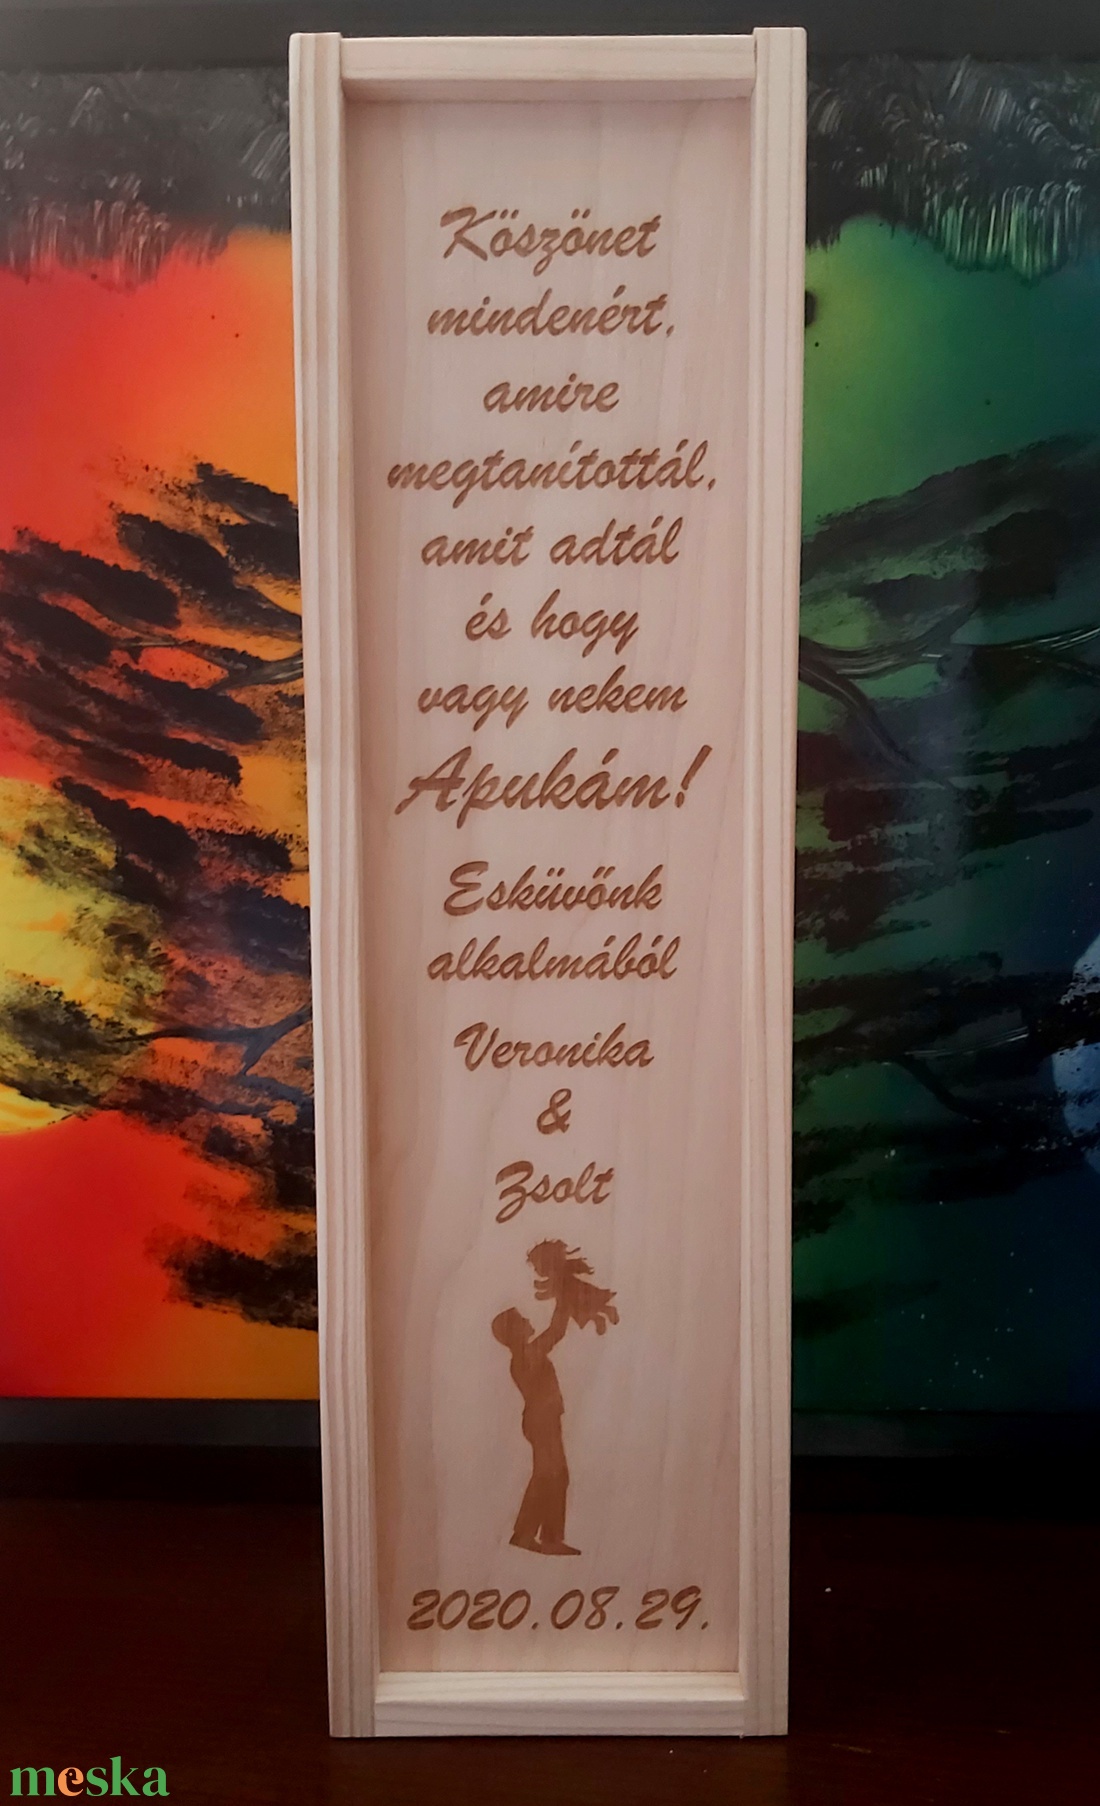 Köszönet
mindenért,
amire
megtanítottál,
amit adtál
és hogy
vagy nekem
Apukám!
Esküvőnk
alkalmából
Veronika
&
Zsolt
2020.08.29.
meska